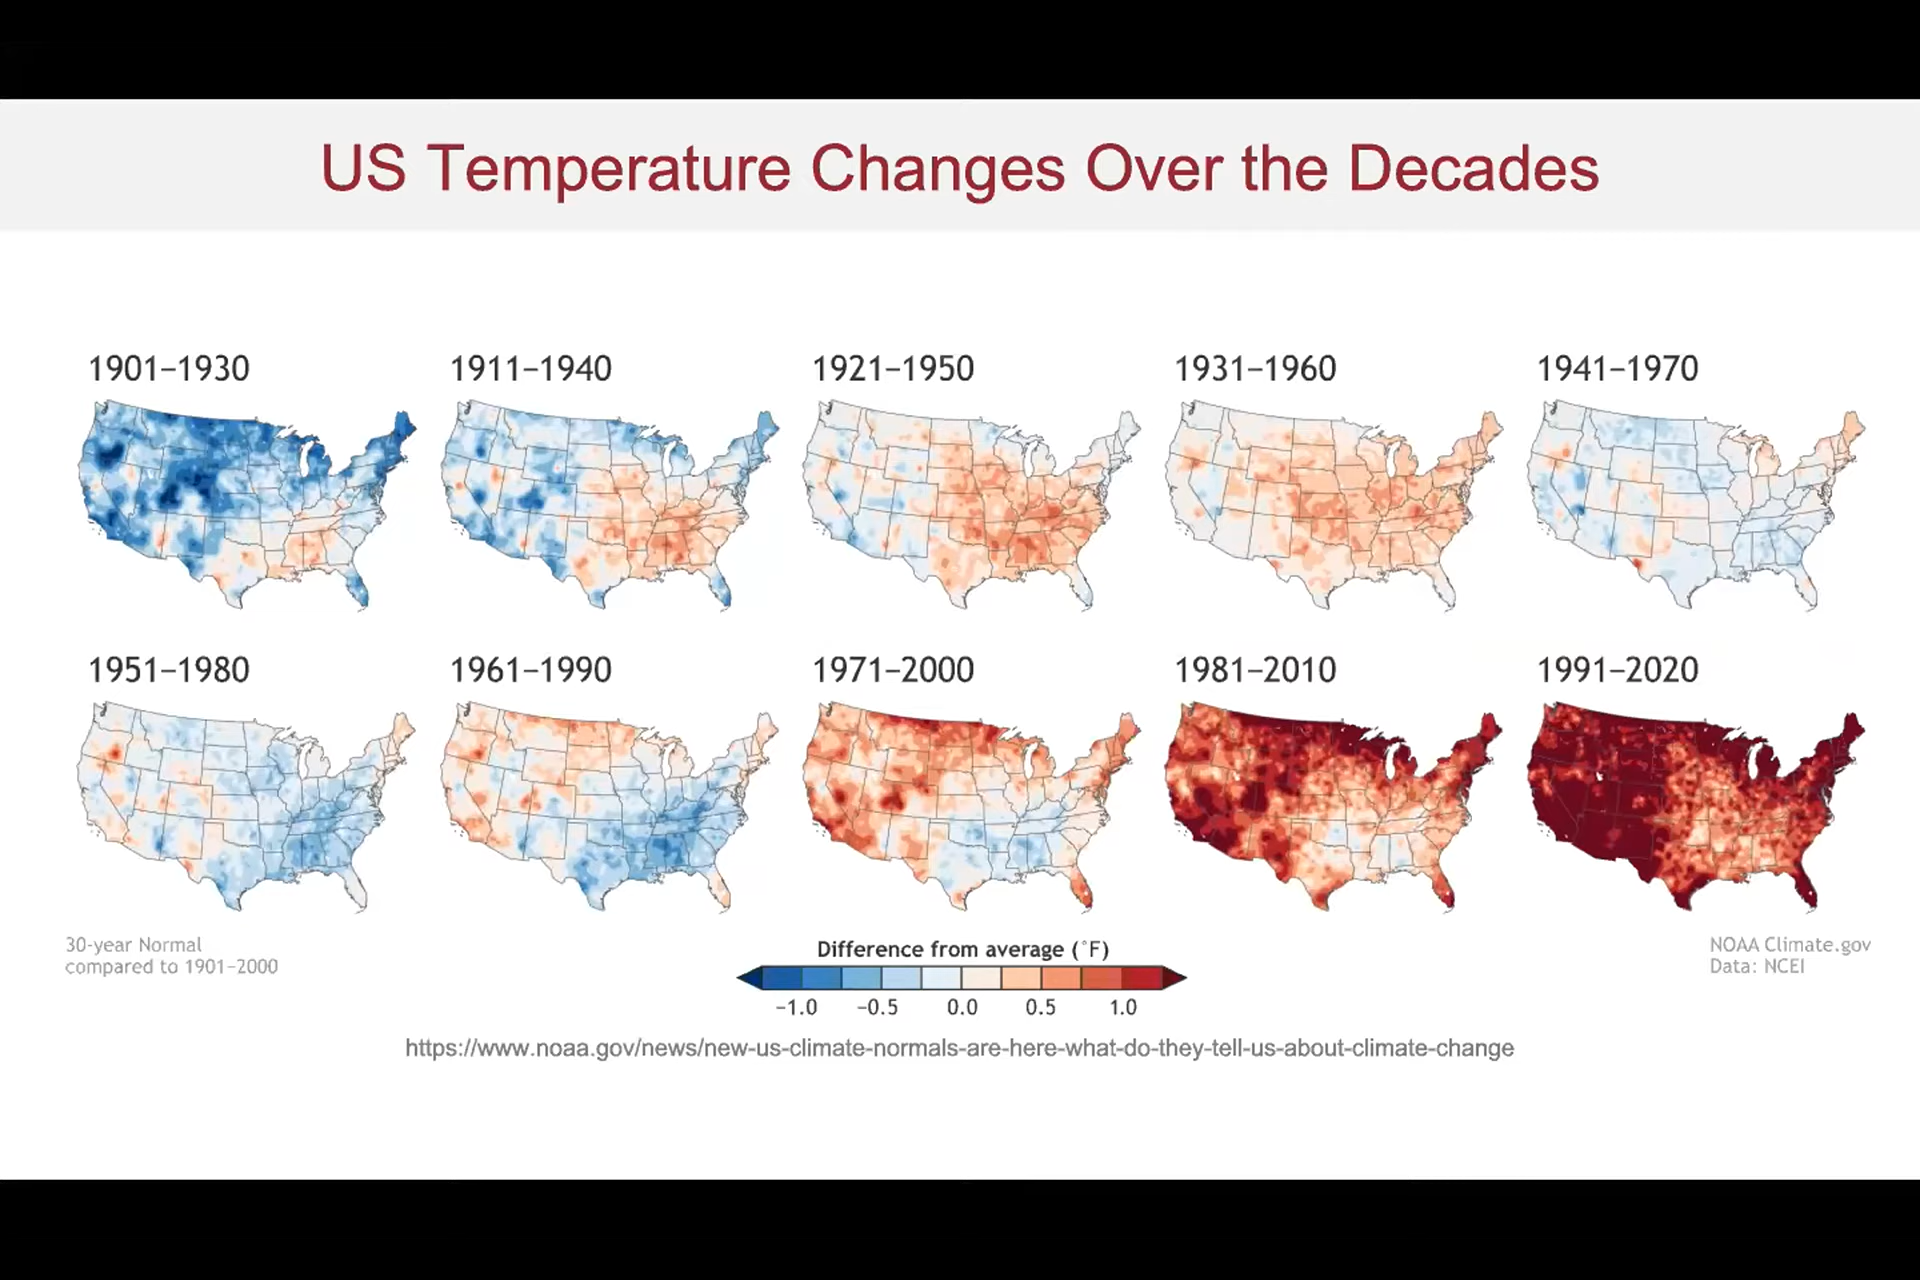 US Temperature Changes Over the Decades
1901–1930
1911–1940
1921–1950
1931–1960
1941–1970
1951–1980
1961–1990
1971–2000
1981–2010
1991–2020
30-year Normal
compared to 1901–2000
Difference from average (°F)
−1.0 −0.5 0.0 0.5 1.0
NOAA Climate.gov
Data: NCEI
https://www.noaa.gov/news/new-us-climate-normals-are-here-what-do-they-tell-us-about-climate-change